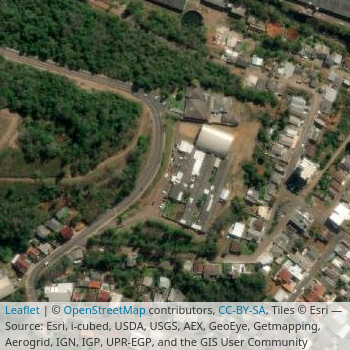 Leaflet | © OpenStreetMap contributors, CC-BY-SA, Tiles © Esri —
Source: Esri, i-cubed, USDA, USGS, AEX, GeoEye, Getmapping,
Aerogrid, IGN, IGP, UPR-EGP, and the GIS User Community